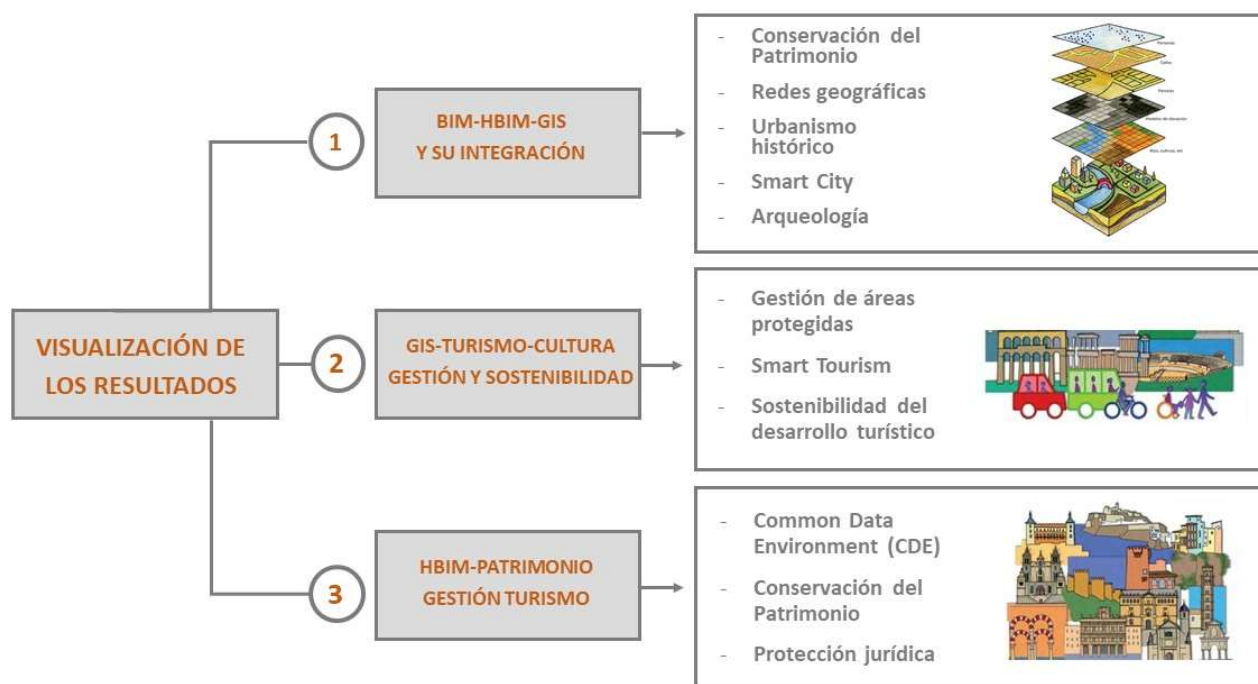 VISUALIZACIÓN DE
LOS RESULTADOS
1
BIM-HBIM-GIS
Y SU INTEGRACIÓN
- Conservación del
Patrimonio
- Redes geográficas
- Urbanismo
histórico
- Smart City
- Arqueología
2
GIS-TURISMO-CULTURA
GESTIÓN Y SOSTENIBILIDAD
- Gestión de áreas
protegidas
- Smart Tourism
- Sostenibilidad del
desarrollo turístico
3
HBIM-PATRIMONIO
GESTIÓN TURISMO
- Common Data
Environment (CDE)
- Conservación del
Patrimonio
- Protección jurídica